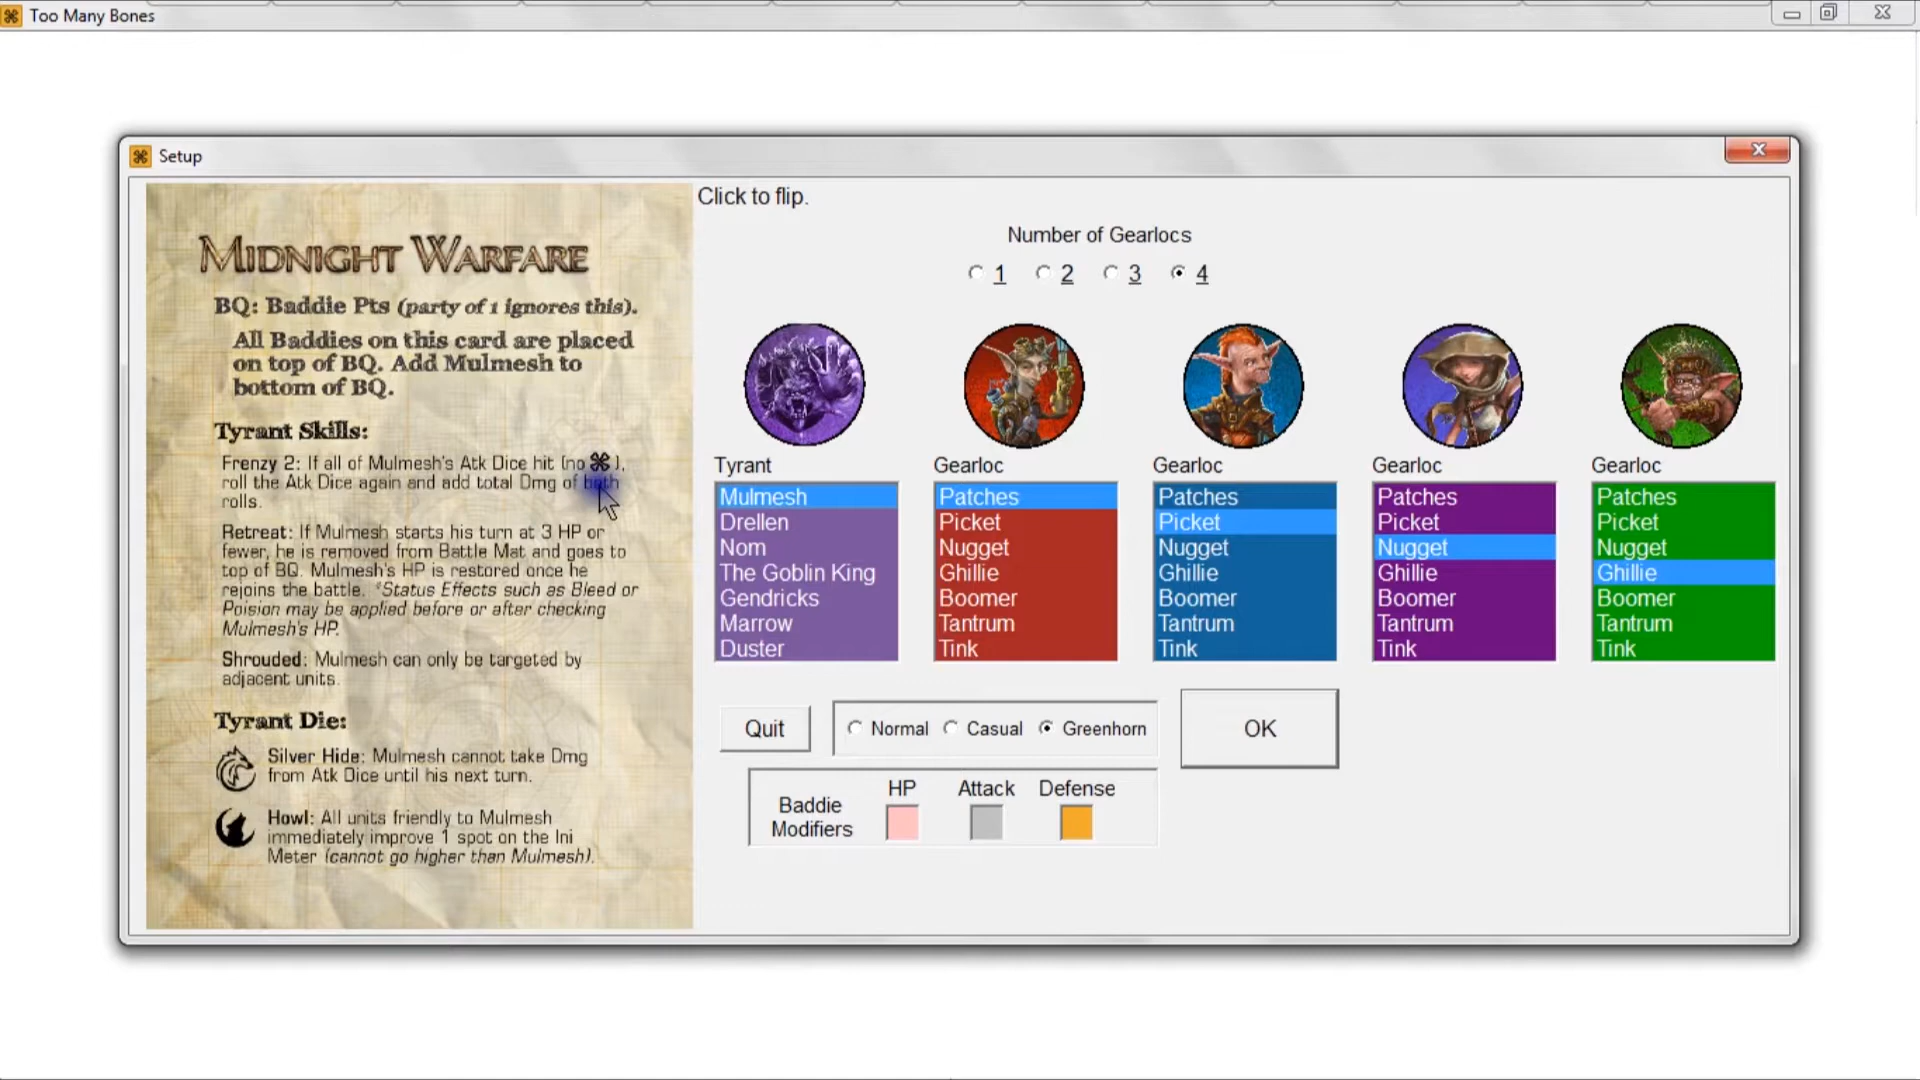 Too Many Bones
Setup
MIDNIGHT WARFARE
BQ: Baddie Pts (party of 1 ignores this).
All Baddies on this card are placed
on top of BQ. Add Mulmesh to
bottom of BQ.
Tyrant Skills:
Frenzy 2: If all of Mulmesh's Atk Dice hit (no ),
roll the Atk Dice again and add total Dmg of both
rolls.
Retreat: If Mulmesh starts his turn at 3 HP or
fewer, he is removed from Battle Mat and goes to
top of BQ. Mulmesh's HP is restored once he
rejoins the battle. *Status Effects such as Bleed or
Poision may be applied before or after checking
Mulmesh's HP.
Shrouded: Mulmesh can only be targeted by
adjacent units.
Tyrant Die:
Silver Hide: Mulmesh cannot take Dmg
from Atk Dice until his next turn.
Howl: All units friendly to Mulmesh
immediately improve 1 spot on the Ini
Meter (cannot go higher than Mulmesh).
Click to flip.
Number of Gearlocs
1 2 3 4
Tyrant
Mulmesh
Drellen
Nom
The Goblin King
Gendricks
Marrow
Duster
Gearloc
Patches
Picket
Nugget
Ghillie
Boomer
Tantrum
Tink
Gearloc
Patches
Picket
Nugget
Ghillie
Boomer
Tantrum
Tink
Gearloc
Patches
Picket
Nugget
Ghillie
Boomer
Tantrum
Tink
Gearloc
Patches
Picket
Nugget
Ghillie
Boomer
Tantrum
Tink
Quit
Normal Casual Greenhorn
OK
Baddie
Modifiers
HP Attack Defense